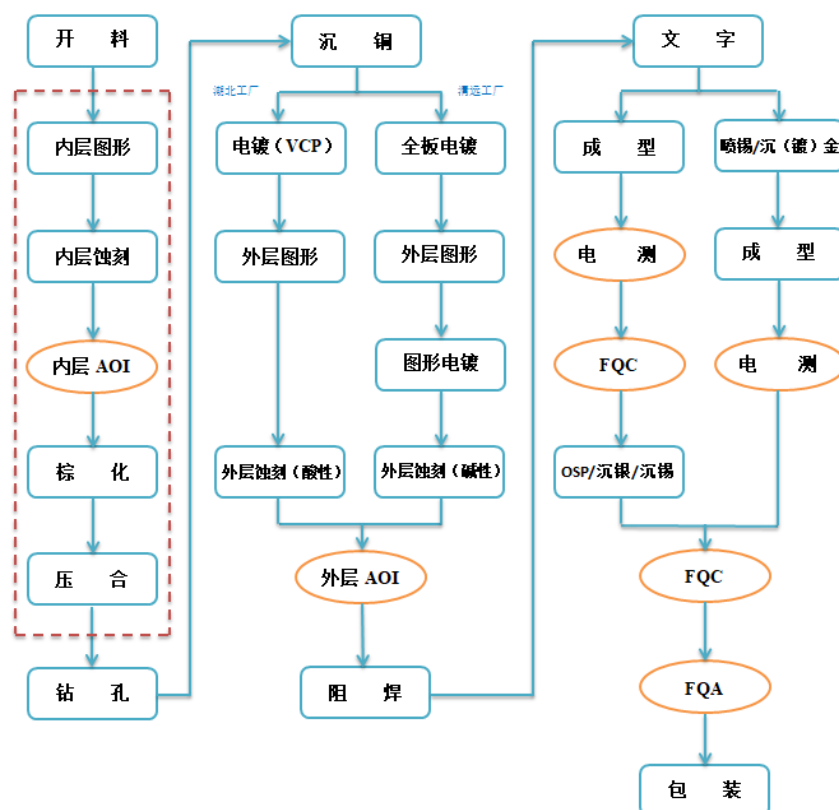 开 料
内层图形
内层蚀刻
内层 AOI
棕 化
压 合
钻 孔
沉 铜
湖北工厂
清远工厂
电镀（VCP）
全板电镀
外层图形
外层图形
图形电镀
外层蚀刻（酸性）
外层蚀刻（碱性）
外层 AOI
阻 焊
文 字
成 型
喷锡/沉（镀）金
电 测
成 型
FQC
电 测
OSP/沉银/沉锡
FQC
FQA
包 装